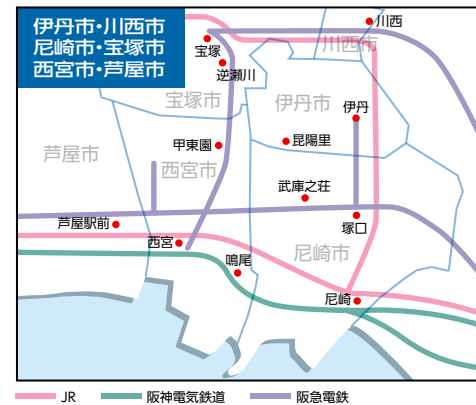 伊丹市・川西市
尼崎市・宝塚市
西宮市・芦屋市
川西
川西市
宝塚
逆瀬川
宝塚市
伊丹市
伊丹
甲東園
昆陽里
芦屋市
西宮市
武庫之荘
芦屋駅前
塚口
西宮
尼崎市
鳴尾
尼崎
JR
阪神電気鉄道
阪急電鉄